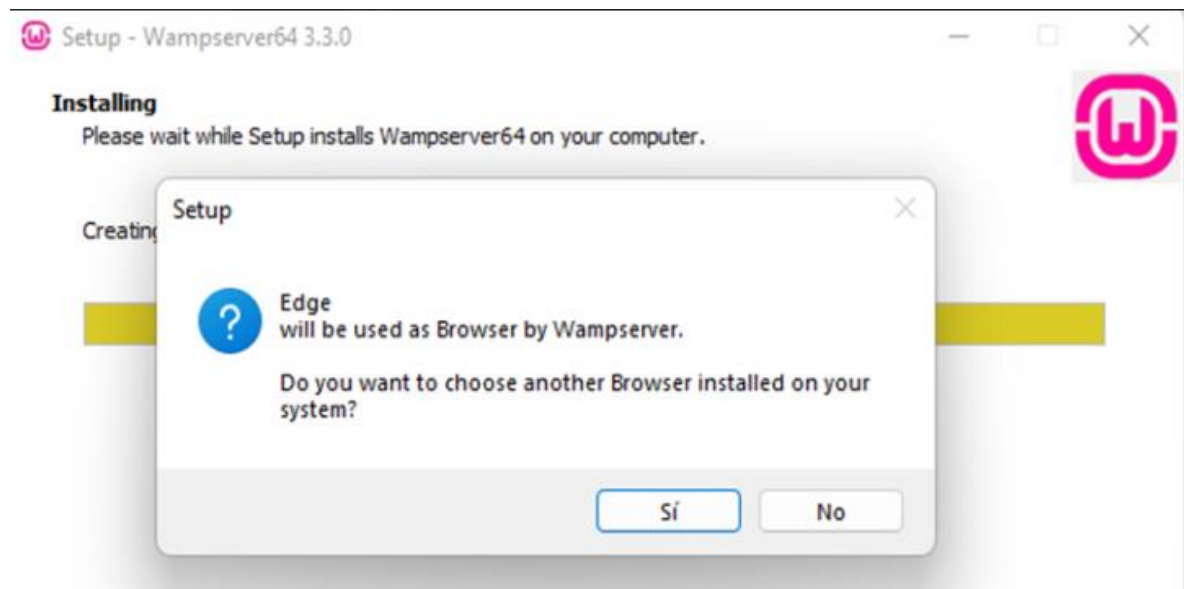 Setup - Wampserver64 3.3.0
Installing
Please wait while Setup installs Wampserver64 on your computer.
Setup
Creating
Edge
will be used as Browser by Wampserver.
Do you want to choose another Browser installed on your
system?
Sí
No